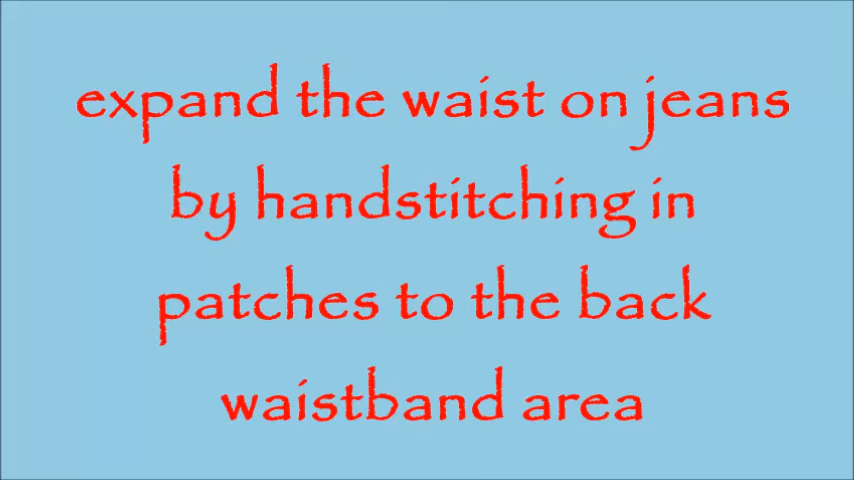 expand the waist on jeans
by handstitching in
patches to the back
waistband area